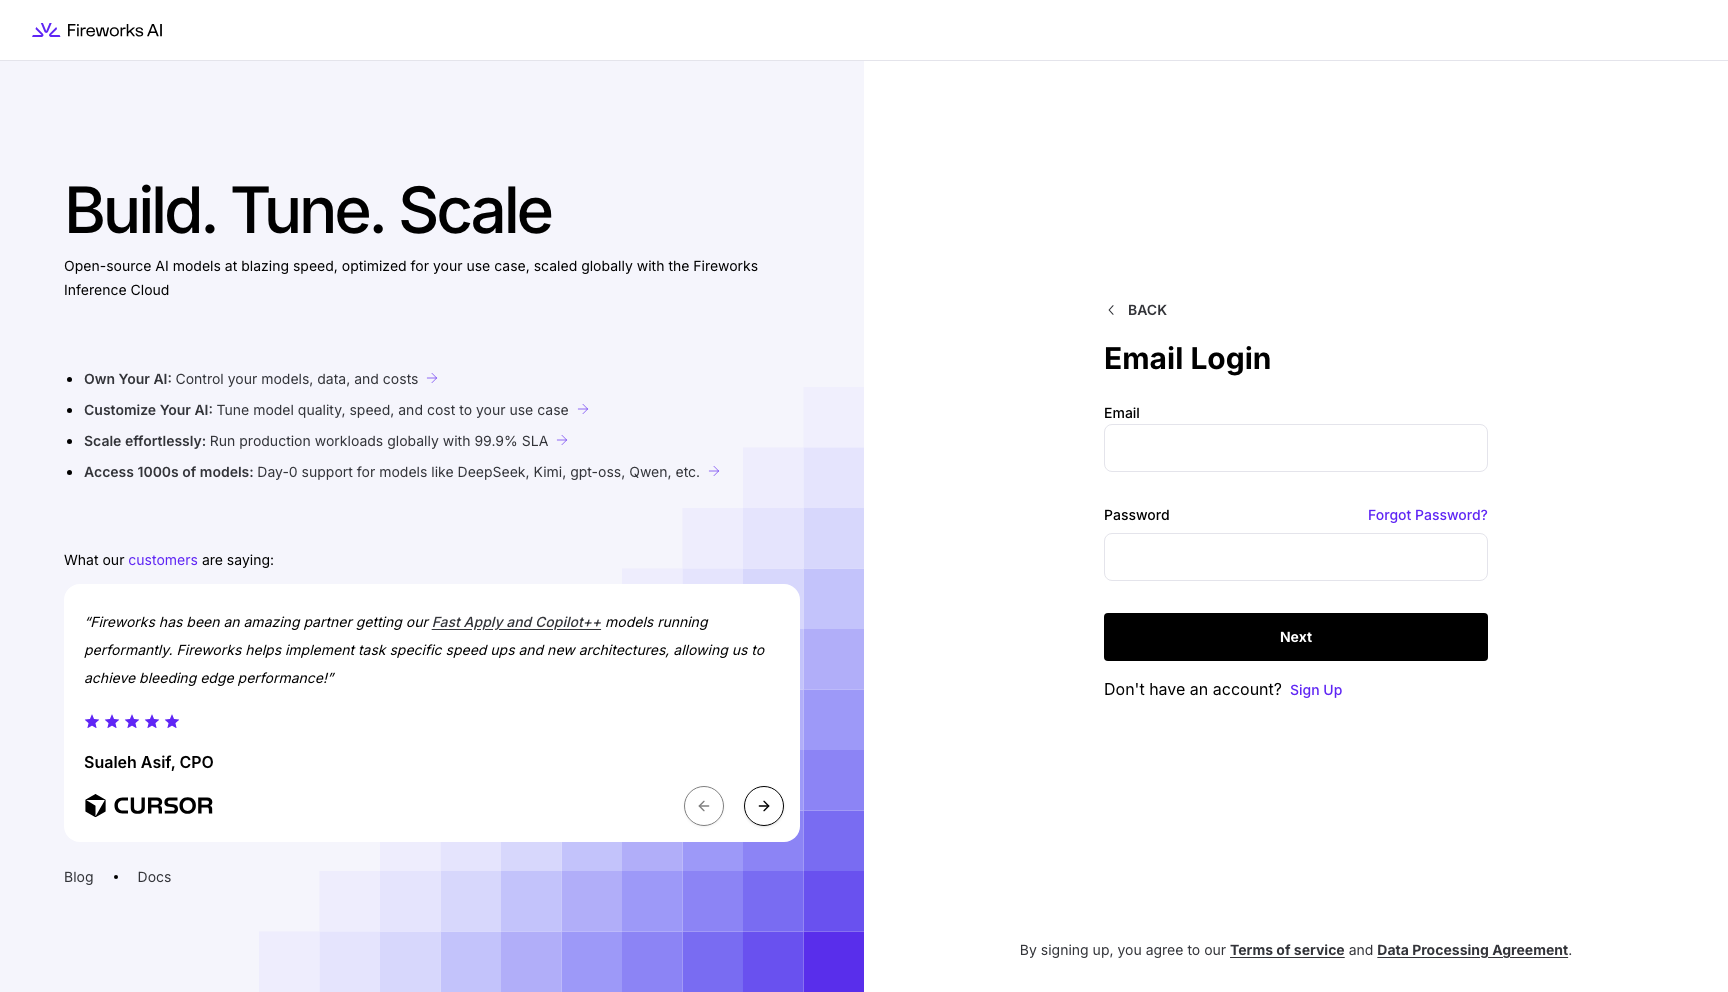 Fireworks AI
Build. Tune. Scale
Open-source AI models at blazing speed, optimized for your use case, scaled globally with the Fireworks
Inference Cloud
Own Your AI: Control your models, data, and costs
Customize Your AI: Tune model quality, speed, and cost to your use case
Scale effortlessly: Run production workloads globally with 99.9% SLA
Access 1000s of models: Day-0 support for models like DeepSeek, Kimi, gpt-oss, Qwen, etc.
What our customers are saying:
“Fireworks has been an amazing partner getting our Fast Apply and Copilot++ models running
performantly. Fireworks helps implement task specific speed ups and new architectures, allowing us to
achieve bleeding edge performance!”
Sualeh Asif, CPO
CURSOR
Blog • Docs
BACK
Email Login
Email
Password
Forgot Password?
Next
Don't have an account? Sign Up
By signing up, you agree to our Terms of service and Data Processing Agreement.